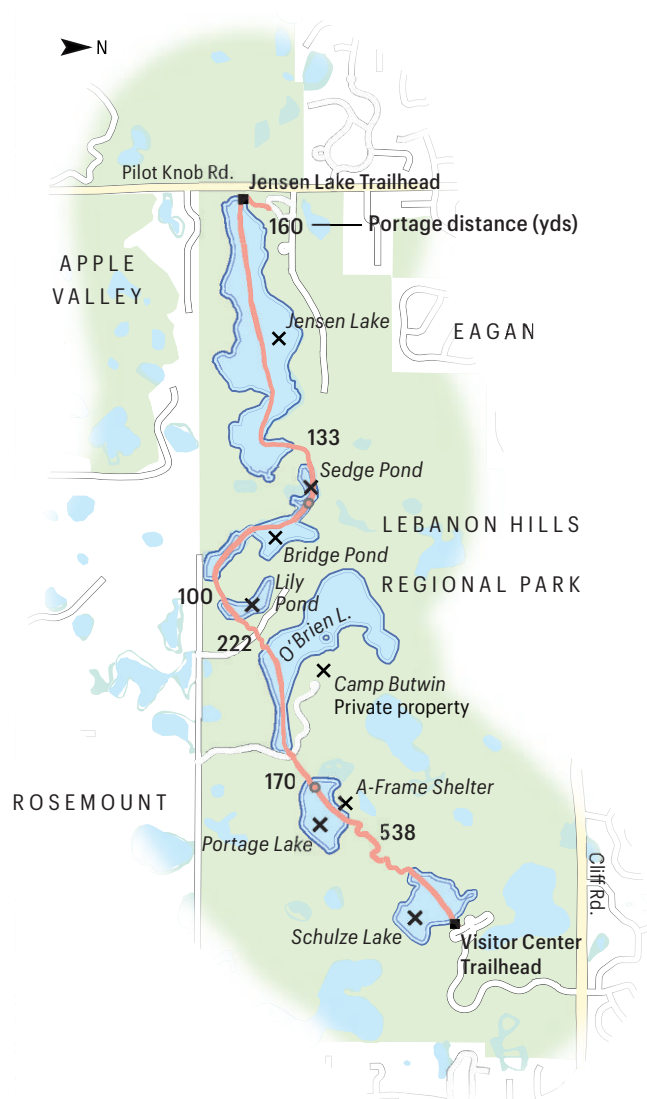 N
Pilot Knob Rd.
Jensen Lake Trailhead
160
Portage distance (yds)
APPLE
VALLEY
Jensen Lake
EAGAN
133
Sedge Pond
LEBANON HILLS
Bridge Pond
REGIONAL PARK
Lily
Pond
100
O'Brien L.
222
Camp Butwin
Private property
170
A-Frame Shelter
ROSEMOUNT
538
Portage Lake
Cliff Rd.
Schulze Lake
Visitor Center
Trailhead